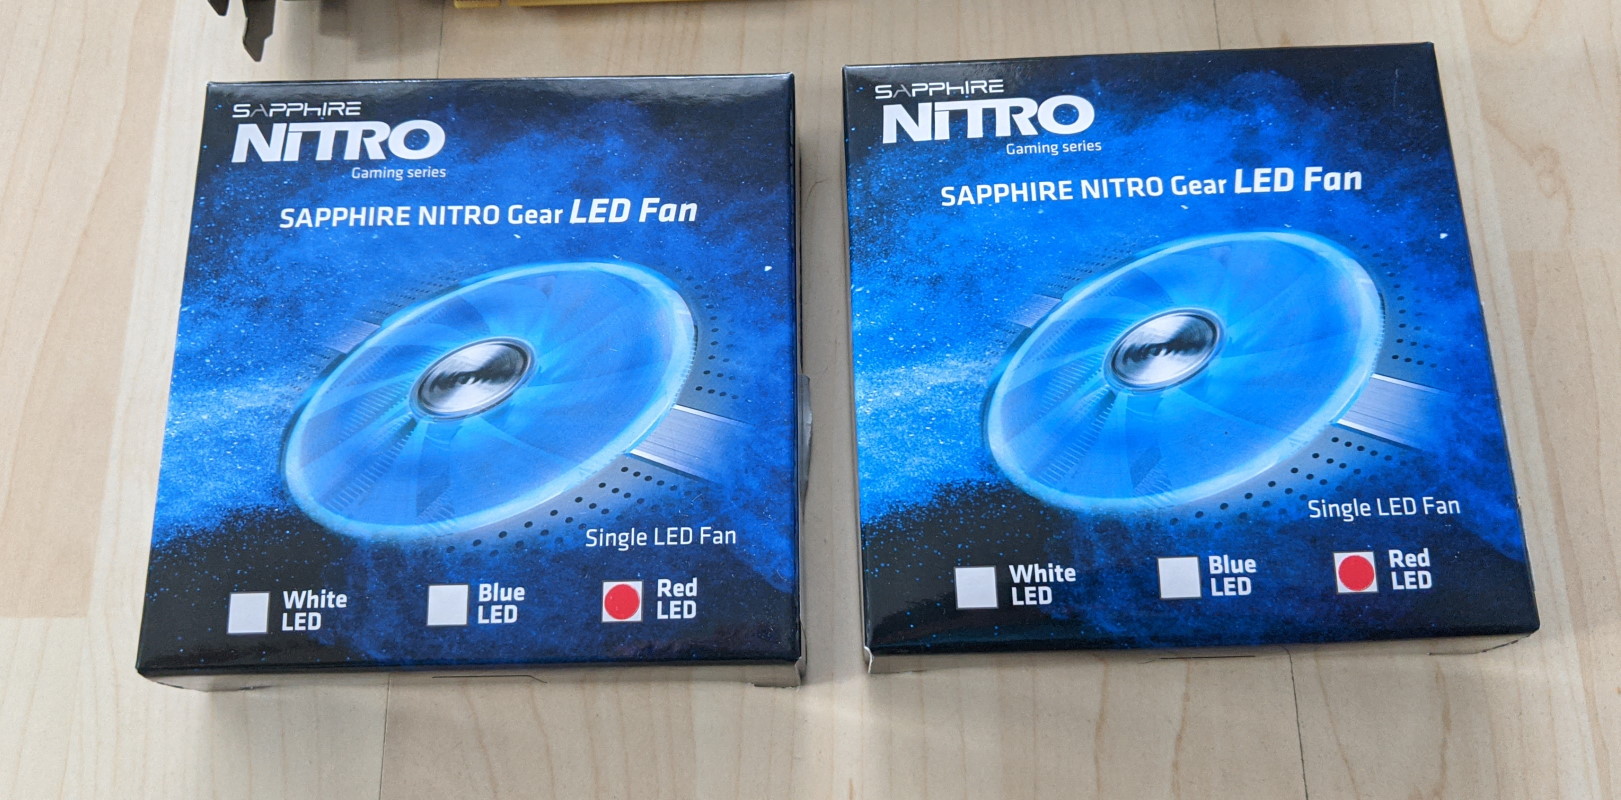 SAPPHIRE
NITRO
Gaming series
SAPPHIRE NITRO Gear LED Fan
Single LED Fan
White
LED
Blue
LED
Red
LED
SAPPHIRE
NITRO
Gaming series
SAPPHIRE NITRO Gear LED Fan
Single LED Fan
White
LED
Blue
LED
Red
LED